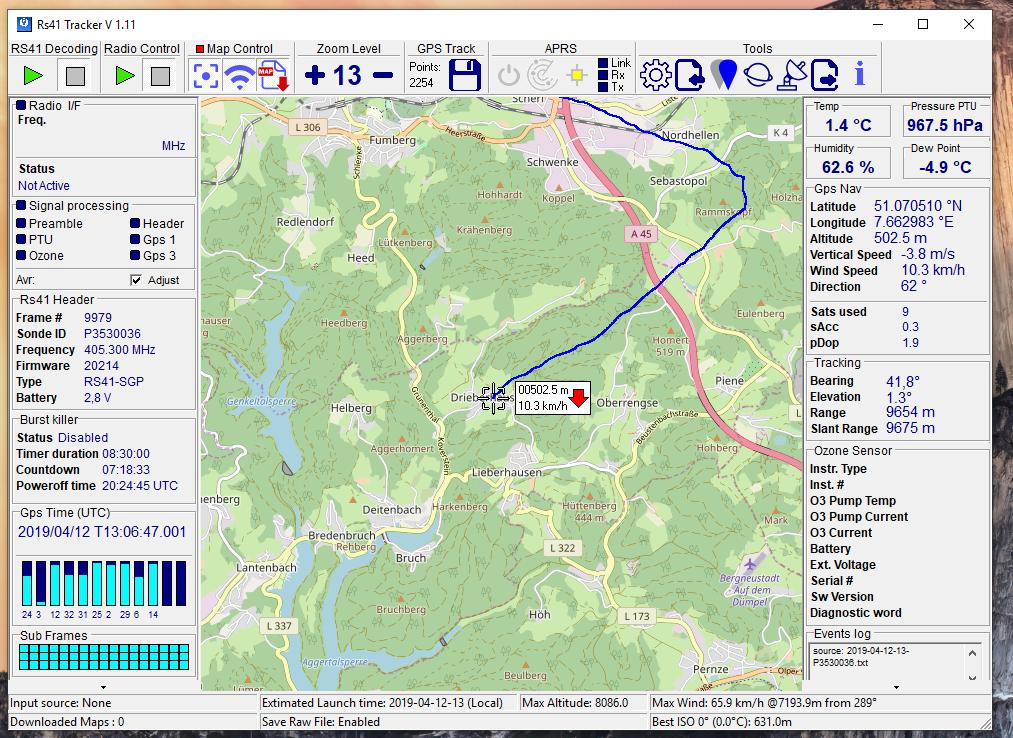 Rs41 Tracker V 1.11
RS41 Decoding
Radio Control
Map Control
Zoom Level
GPS Track
APRS
Tools
MAP
13
Points:
2254
Link
Rx
Tx
Radio I/F
Freq.
MHz
Status
Not Active
Signal processing
Preamble
Header
PTU
Gps 1
Ozone
Gps 3
Avr:
Adjust
Rs41 Header
Frame # 9979
Sonde ID P3530036
Frequency 405.300 MHz
Firmware 20214
Type RS41-SGP
Battery 2,8 V
Burst killer
Status Disabled
Timer duration 08:30:00
Countdown 07:18:33
Poweroff time 20:24:45 UTC
Gps Time (UTC)
2019/04/12 T13:06:47.001
24 3 12 32 31 25 2 29 6 14
Sub Frames
L 306
Fumberg
Heerstraße
Nordhellen
K 4
Schlenke
Schwenke
Sebastopol
Hohhardt
Koppel
Redlendorf
Krähenberg
A 45
Lütkenberg
Heed
Eulenberg
Heedberg
Aggerberg
Homert
519 m
Piene
Genkeltalsperre
Helberg
00502.5 m
10.3 km/h
Oberrengse
Grünenthal
Baustenbachstraße
Koverstein
Aggerhomert
Hohberg
Lieberhausen
Harkenberg
Hüttenberg
444 m
Deitenbach
Mark
Bredenbruch
Rehberg
Bruch
L 322
Lantenbach
Bergneustadt
Auf dem
Dümpel
Bruchberg
Höh
L 173
L 337
Aggertalsperre
Beulberg
Pernze
Temp
1.4 °C
Pressure PTU
967.5 hPa
Humidity
62.6 %
Dew Point
-4.9 °C
Gps Nav
Latitude 51.070510 °N
Longitude 7.662983 °E
Altitude 502.5 m
Vertical Speed -3.8 m/s
Wind Speed 10.3 km/h
Direction 62 °
Sats used 9
sAcc 0.3
pDop 1.9
Tracking
Bearing 41,8°
Elevation 1.3°
Range 9654 m
Slant Range 9675 m
Ozone Sensor
Instr. Type
Inst. #
O3 Pump Temp
O3 Pump Current
O3 Current
Battery
Ext. Voltage
Serial #
Sw Version
Diagnostic word
Events log
source: 2019-04-12-13-
P3530036.txt
Input source: None
Estimated Launch time: 2019-04-12-13 (Local)
Max Altitude: 8086.0
Max Wind: 65.9 km/h @7193.9m from 289°
Downloaded Maps : 0
Save Raw File: Enabled
Best ISO 0° (0.0°C): 631.0m